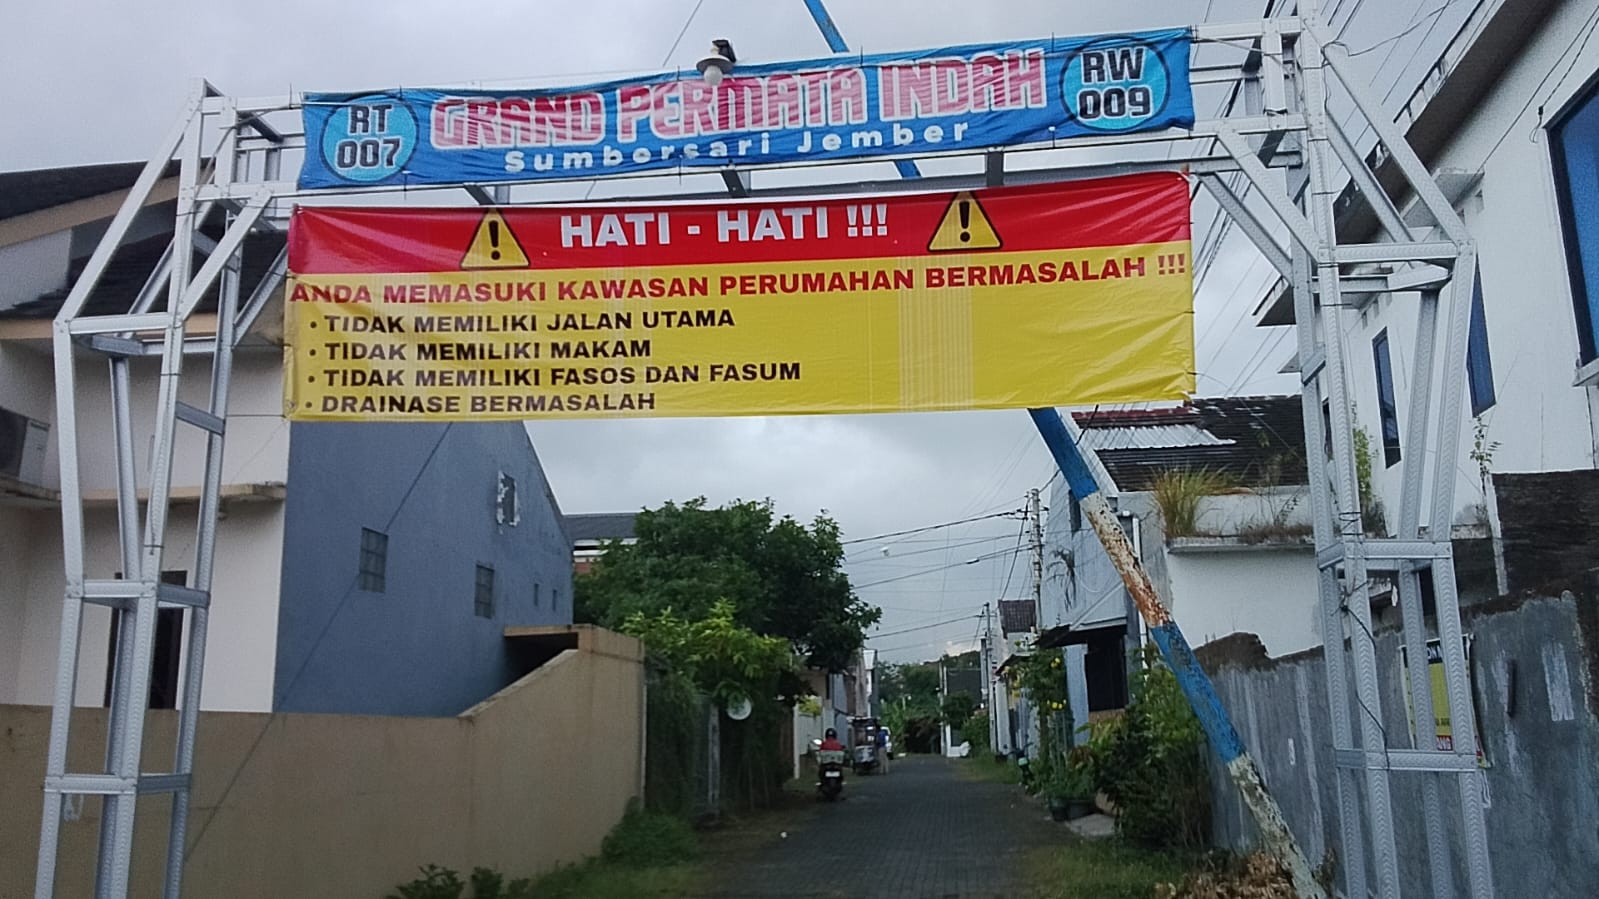 RT
007
GRAND PERMATA INDAH
Sumbersari Jember
RW
009
HATI - HATI !!!
ANDA MEMASUKI KAWASAN PERUMAHAN BERMASALAH !!!
• TIDAK MEMILIKI JALAN UTAMA
• TIDAK MEMILIKI MAKAM
• TIDAK MEMILIKI FASOS DAN FASUM
• DRAINASE BERMASALAH